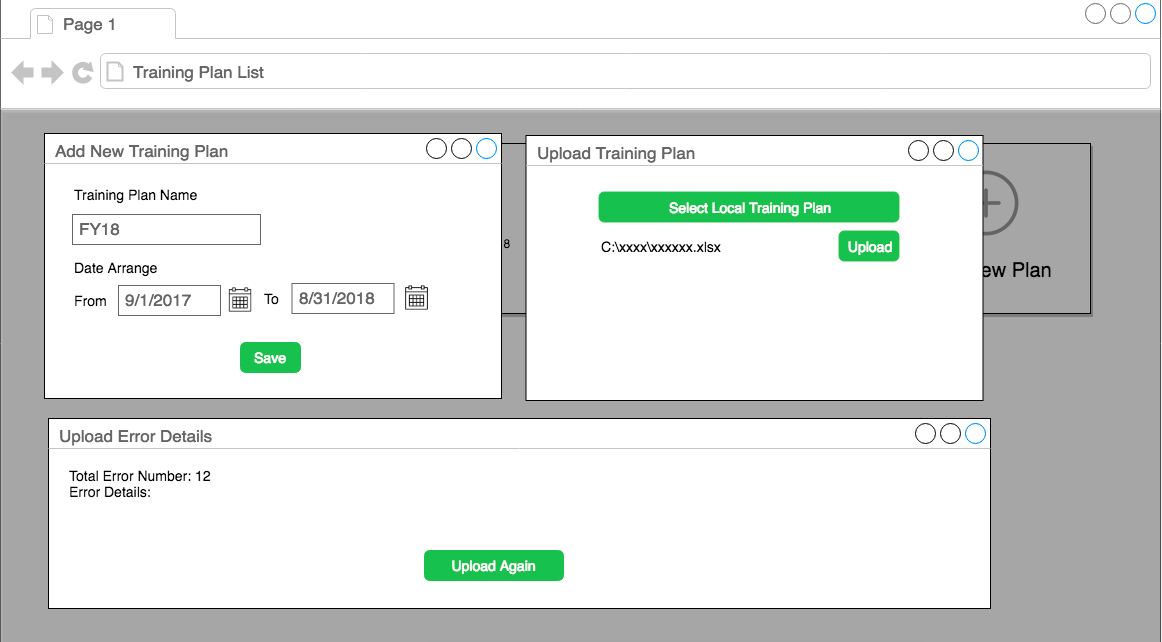 Page 1
Training Plan List
Add New Training Plan
Training Plan Name
FY18
Date Arrange
From 9/1/2017 To 8/31/2018
Save
8
Upload Training Plan
Select Local Training Plan
C:\xxxx\xxxxxx.xlsx Upload
ew Plan
Upload Error Details
Total Error Number: 12
Error Details:
Upload Again